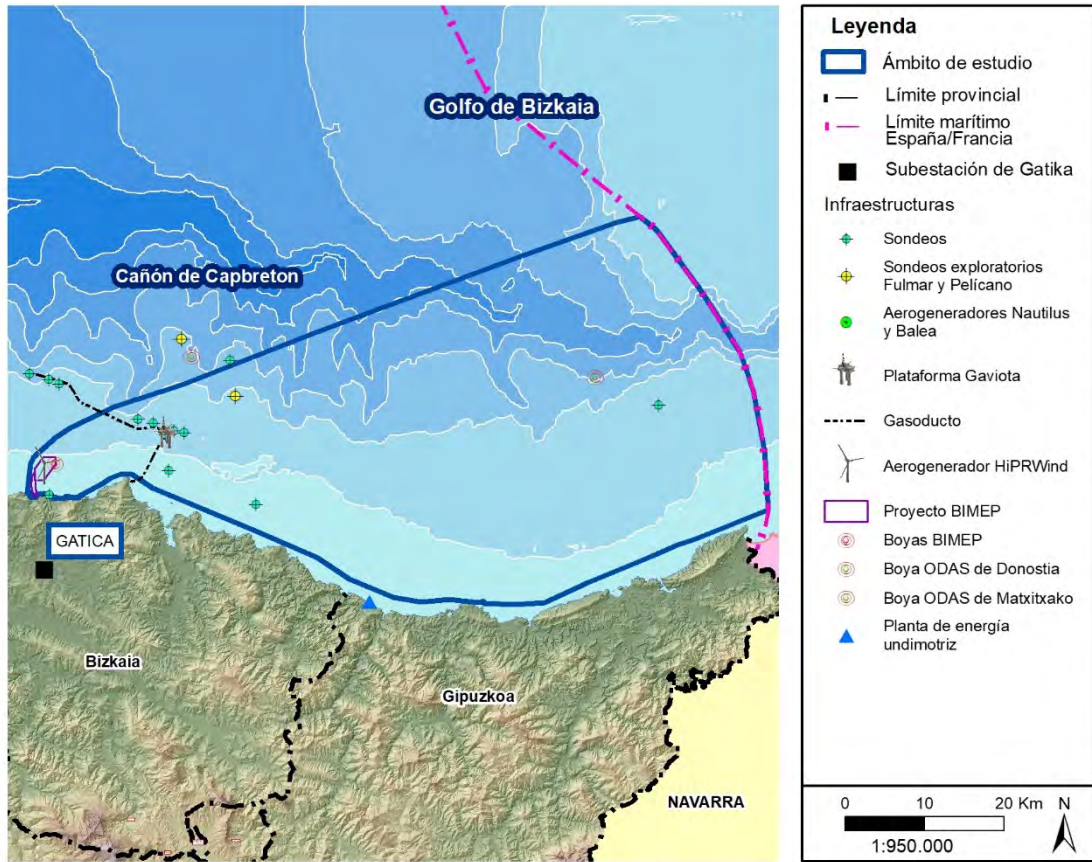 Golfo de Bizkaia
Cañón de Capbreton
GATICA
Bizkaia
Gipuzkoa
NAVARRA
Leyenda
Ámbito de estudio
Límite provincial
Límite marítimo
España/Francia
Subestación de Gatika
Infraestructuras
Sondeos
Sondeos exploratorios
Fulmar y Pelícano
Aerogeneradores Nautilus
y Balea
Plataforma Gaviota
Gasoducto
Aerogenerador HiPRWind
Proyecto BIMEP
Boyas BIMEP
Boya ODAS de Donostia
Boya ODAS de Matxitxako
Planta de energía
undimotriz
0 10 20 Km N
1:950.000